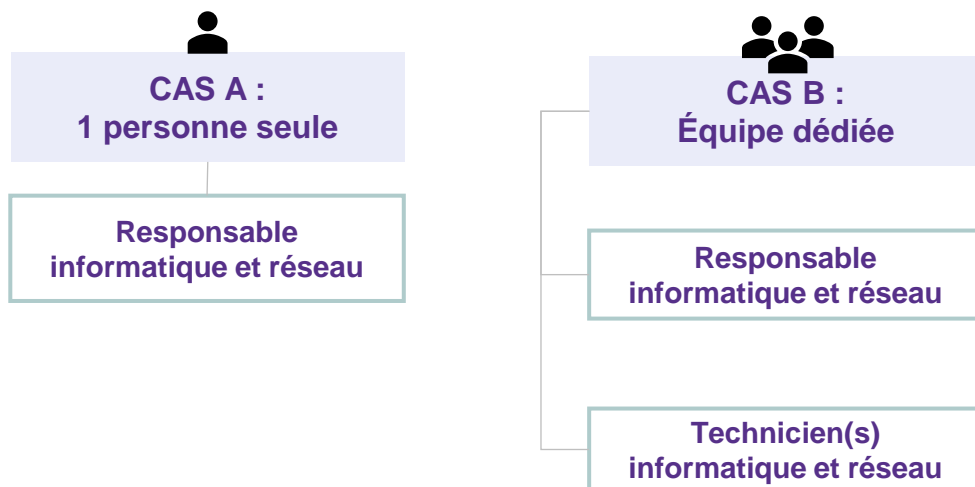 CAS A :
1 personne seule
Responsable
informatique et réseau
CAS B :
Équipe dédiée
Responsable
informatique et réseau
Technicien(s)
informatique et réseau